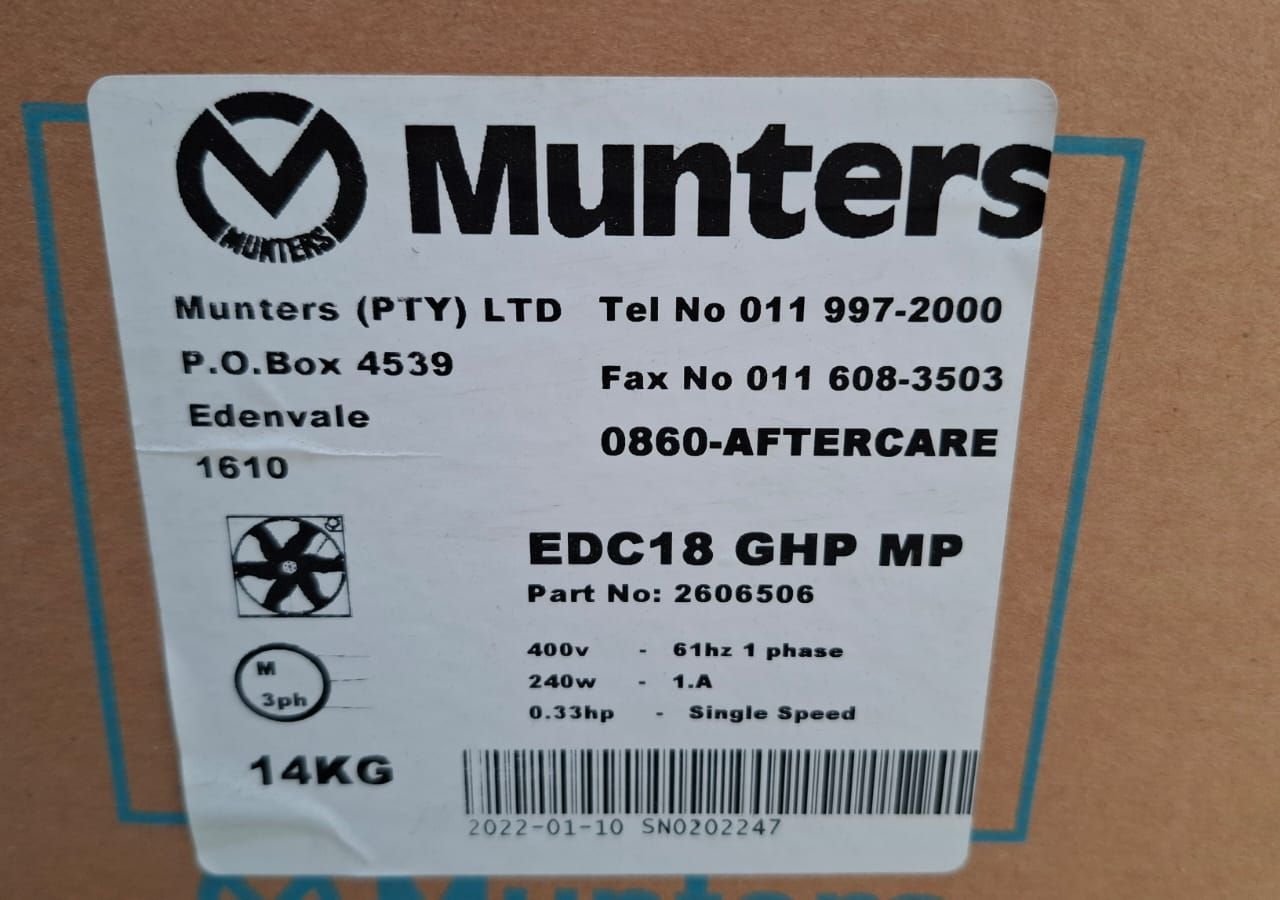 MUNTERS
Munters
Munters (PTY) LTD
P.O.Box 4539
Edenvale
1610
Tel No 011 997-2000
Fax No 011 608-3503
0860-AFTERCARE
EDC18 GHP MP
Part No: 2606506
400v - 61hz 1 phase
240w - 1.A
0.33hp - Single Speed
M
3ph
14KG
2022-01-10 SN0202247
Munters